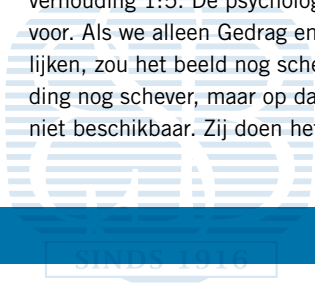 verhouding 1:5. De psycholog
voor. Als we alleen Gedrag en
lijken, zou het beeld nog sche
ding nog schever, maar op da
niet beschikbaar. Zij doen het
SINDS 1916